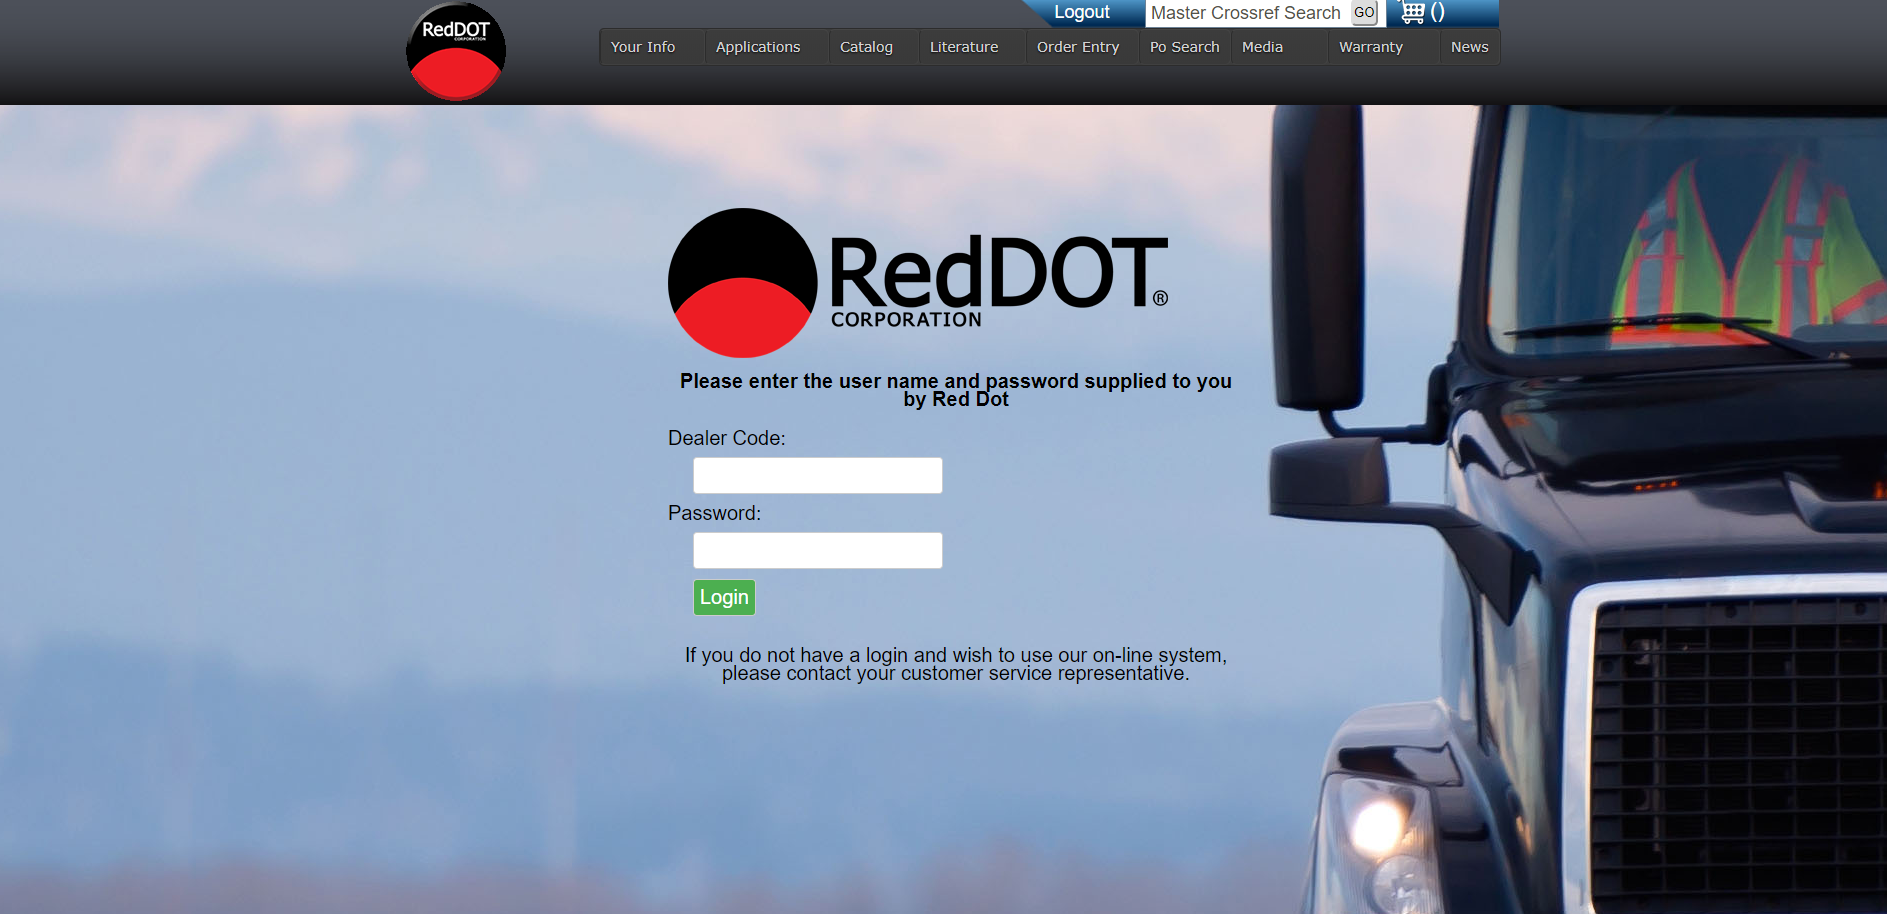 RedDOT
CORPORATION
Logout
Master Crossref Search
GO
()
Your Info
Applications
Catalog
Literature
Order Entry
Po Search
Media
Warranty
News
RedDOT®
CORPORATION
Please enter the user name and password supplied to you
by Red Dot
Dealer Code:
Password:
Login
If you do not have a login and wish to use our on-line system,
please contact your customer service representative.